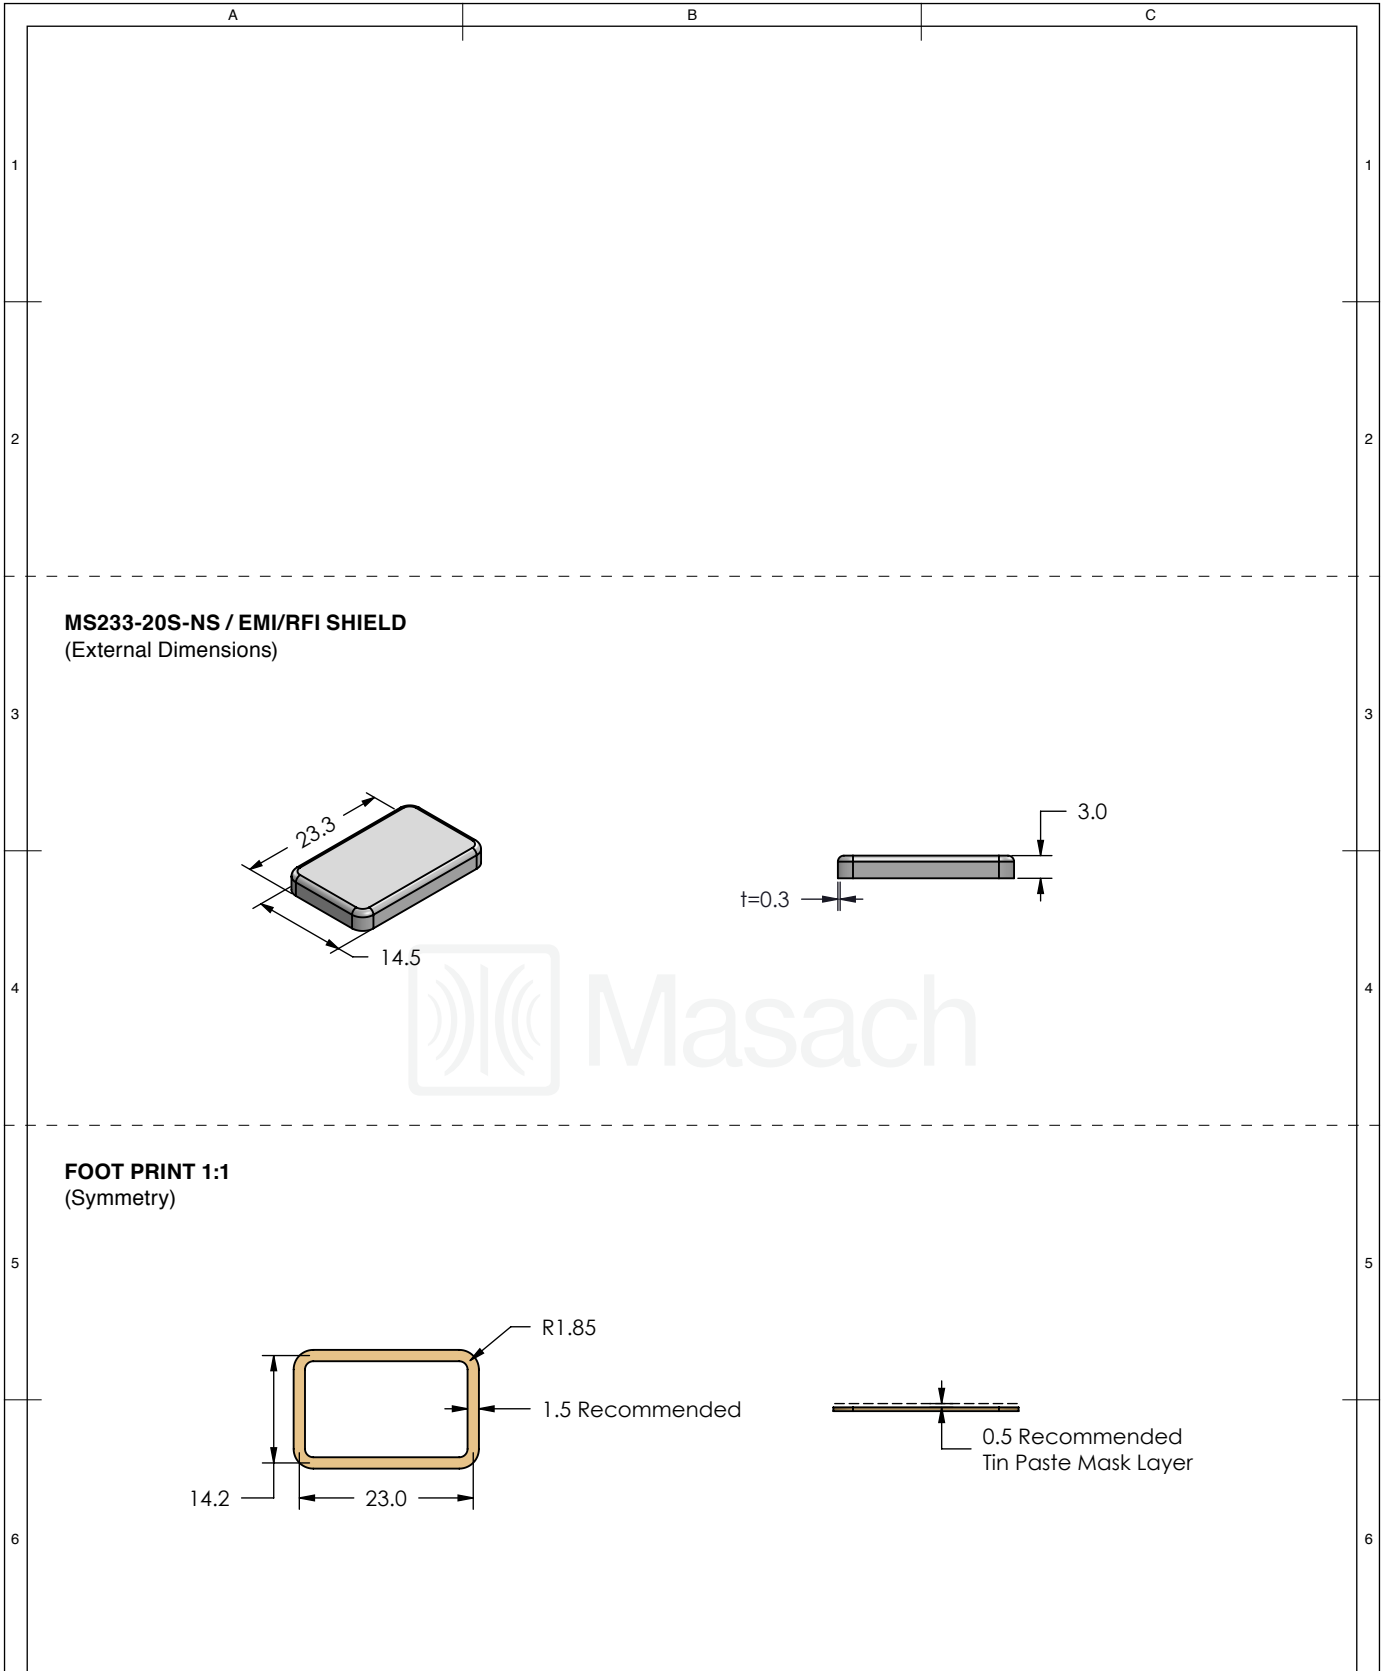 A B C
1 1
2 2
MS233-20S-NS / EMI/RFI SHIELD
(External Dimensions)
3 3
23.3
14.5
3.0
t=0.3
Masach
4 4
FOOT PRINT 1:1
(Symmetry)
5 5
R1.85
1.5 Recommended
14.2
23.0
0.5 Recommended
Tin Paste Mask Layer
6 6